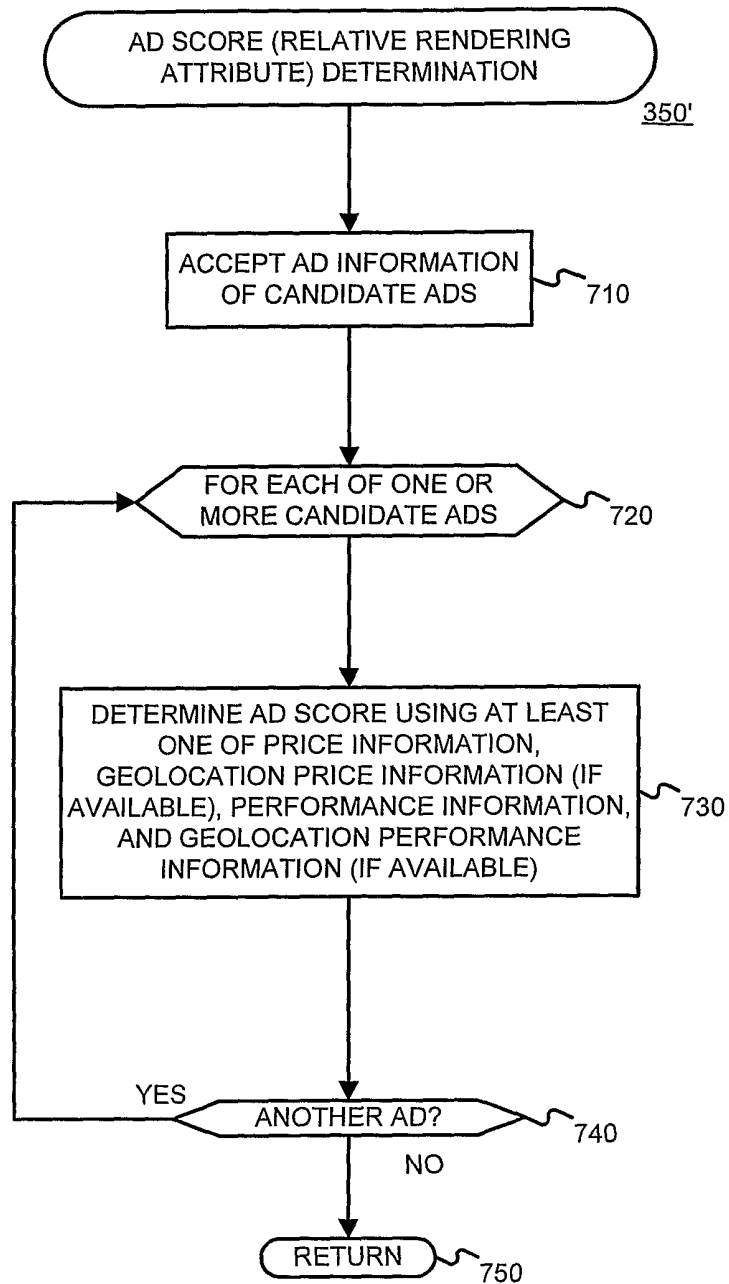 AD SCORE (RELATIVE RENDERING
ATTRIBUTE) DETERMINATION
350'
ACCEPT AD INFORMATION
OF CANDIDATE ADS
710
FOR EACH OF ONE OR
MORE CANDIDATE ADS
720
DETERMINE AD SCORE USING AT LEAST
ONE OF PRICE INFORMATION,
GEOLOCATION PRICE INFORMATION (IF
AVAILABLE), PERFORMANCE INFORMATION,
AND GEOLOCATION PERFORMANCE
INFORMATION (IF AVAILABLE)
730
YES
ANOTHER AD?
740
NO
RETURN
750